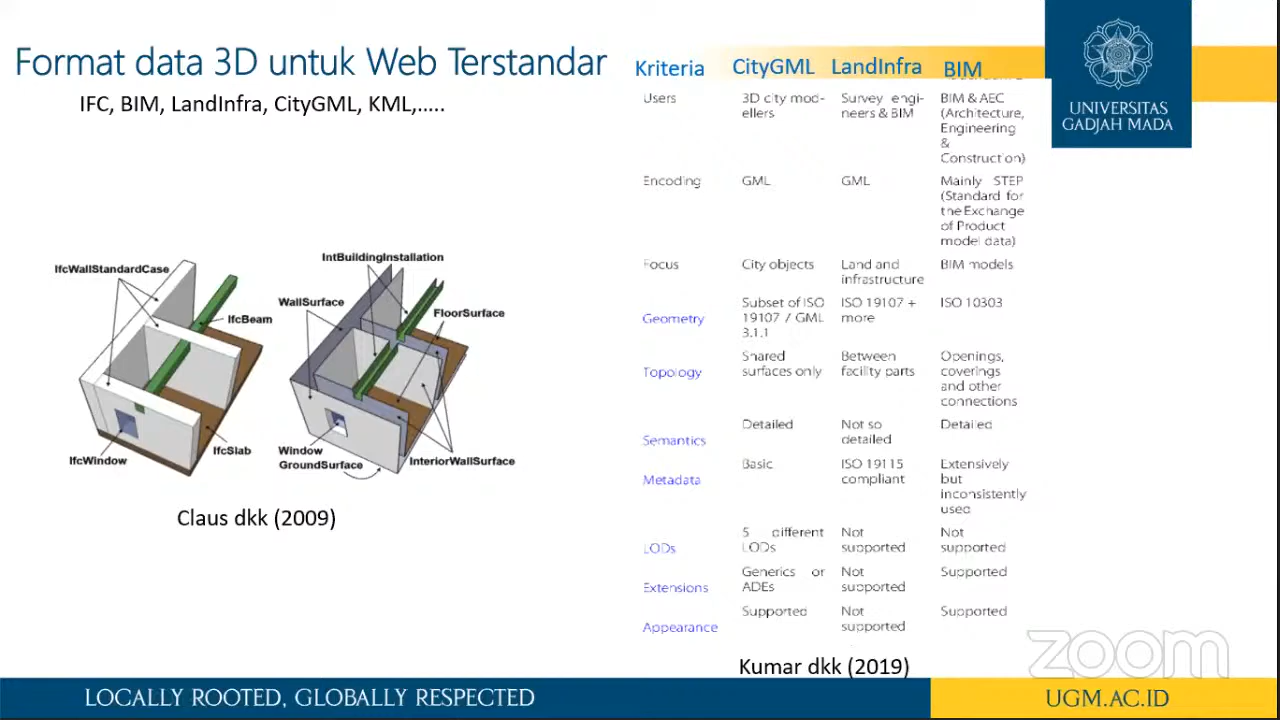 Format data 3D untuk Web Terstandar
IFC, BIM, LandInfra, CityGML, KML,.....
IfcWallStandardCase
IfcBeam
IfcWindow
IfcSlab
IntBuildingInstallation
WallSurface
FloorSurface
Window
GroundSurface
InteriorWallSurface
Claus dkk (2009)
Kriteria CityGML LandInfra BIM
Users
3D city mod-
ellers
Survey engi-
neers & BIM
BIM & AEC
(Architecture,
Engineering
&
Construction)
Encoding
GML
GML
Mainly STEP
(Standard for
the Exchange
of Product
model data)
Focus
City objects
Land and
infrastructure
BIM models
Geometry
Subset of ISO
19107 / GML
3.1.1
ISO 19107 +
more
ISO 10303
Topology
Shared
surfaces only
Between
facility parts
Openings,
coverings
and other
connections
Semantics
Detailed
Not so
detailed
Detailed
Metadata
Basic
ISO 19115
compliant
Extensively
but
inconsistently
used
LODs
5 different
LODs
Not
supported
Not
supported
Extensions
Generics or
ADEs
Not
supported
Supported
Appearance
Supported
Not
supported
Supported
Kumar dkk (2019)
UNIVERSITAS
GADJAH MADA
zoom
LOCALLY ROOTED, GLOBALLY RESPECTED
UGM.AC.ID